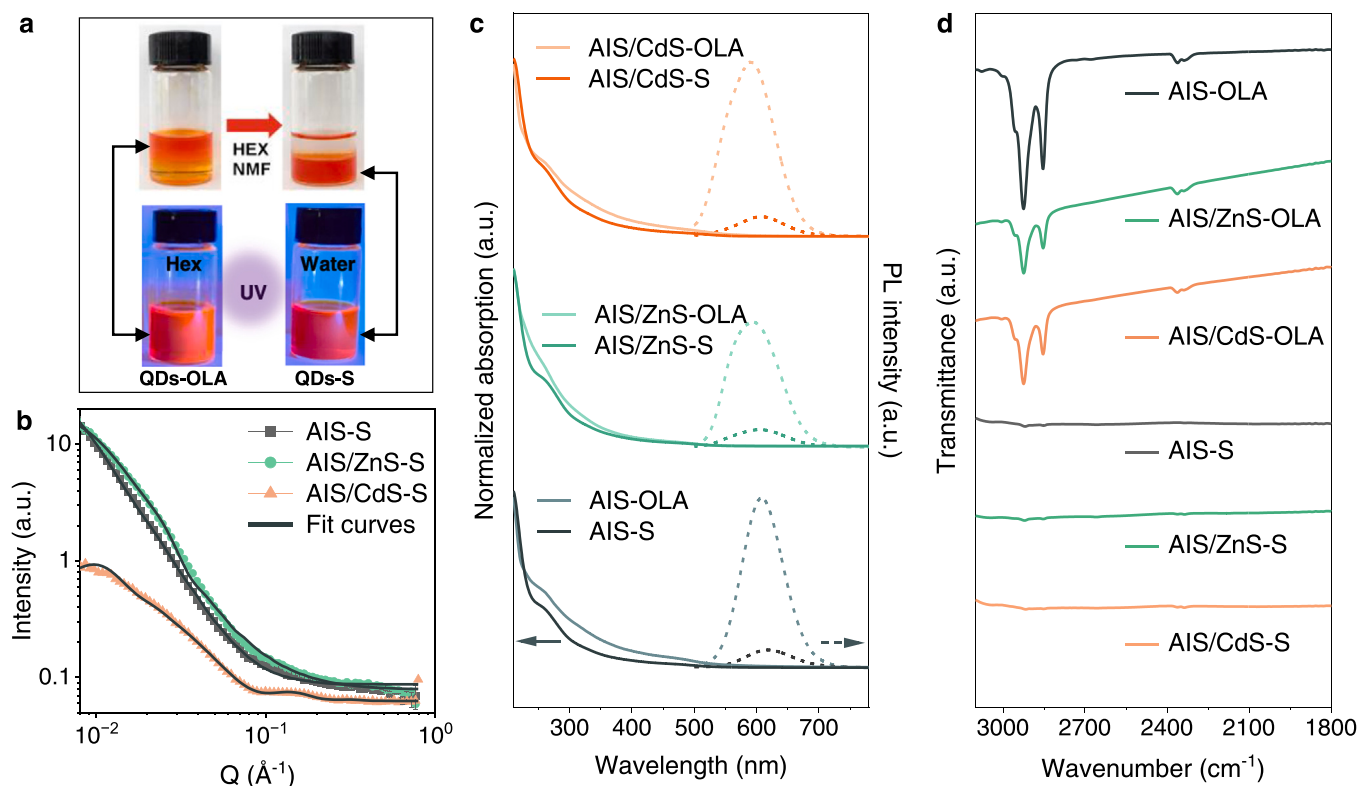 a
HEX
NMF
Hex
UV
Water
QDs-OLA
QDs-S
b
AIS-S
AIS/ZnS-S
AIS/CdS-S
Fit curves
10
1
0.1
10⁻²
10⁻¹
10⁰
Intensity (a.u.)
Q (Å⁻¹)
c
AIS/CdS-OLA
AIS/CdS-S
AIS/ZnS-OLA
AIS/ZnS-S
AIS-OLA
AIS-S
Normalized absorption (a.u.)
PL intensity (a.u.)
300
400
500
600
700
Wavelength (nm)
d
AIS-OLA
AIS/ZnS-OLA
AIS/CdS-OLA
AIS-S
AIS/ZnS-S
AIS/CdS-S
Transmittance (a.u.)
3000
2700
2400
2100
1800
Wavenumber (cm⁻¹)